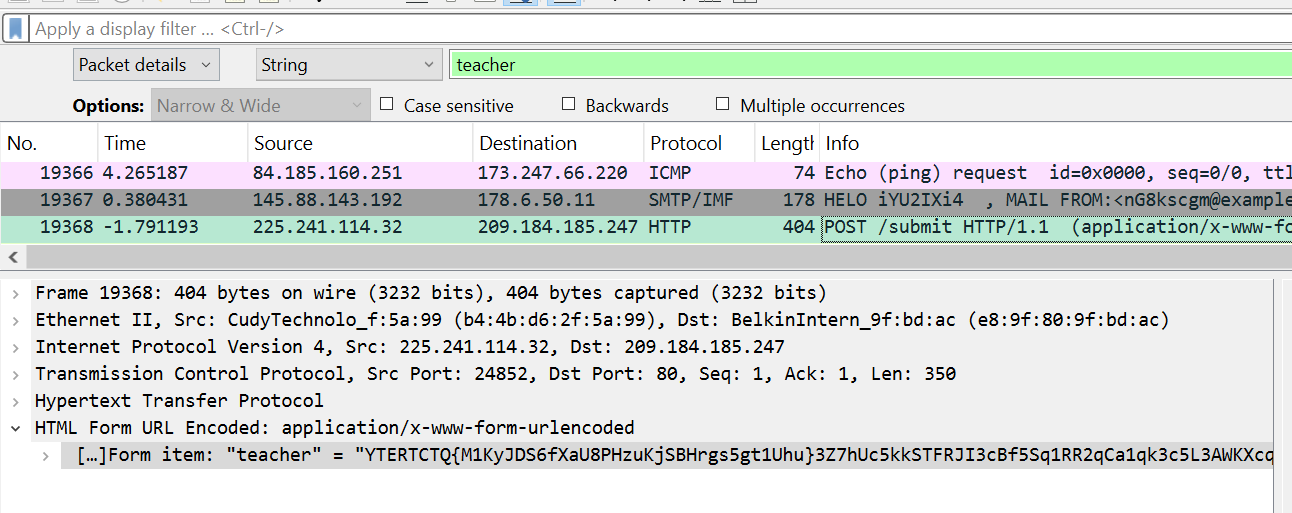 Apply a display filter ... <Ctrl-/>
Packet details String teacher
Options: Narrow & Wide Case sensitive Backwards Multiple occurrences
No. Time Source Destination Protocol Length Info
19366 4.265187 84.185.160.251 173.247.66.220 ICMP 74 Echo (ping) request id=0x0000, seq=0/0, ttl
19367 0.380431 145.88.143.192 178.6.50.11 SMTP/IMF 178 HELO iYU2IXi4 , MAIL FROM:<nG8kscgm@example
19368 -1.791193 225.241.114.32 209.184.185.247 HTTP 404 POST /submit HTTP/1.1 (application/x-www-fo
Frame 19368: 404 bytes on wire (3232 bits), 404 bytes captured (3232 bits)
Ethernet II, Src: CudyTechnolo_f:5a:99 (b4:4b:d6:2f:5a:99), Dst: BelkinIntern_9f:bd:ac (e8:9f:80:9f:bd:ac)
Internet Protocol Version 4, Src: 225.241.114.32, Dst: 209.184.185.247
Transmission Control Protocol, Src Port: 24852, Dst Port: 80, Seq: 1, Ack: 1, Len: 350
Hypertext Transfer Protocol
HTML Form URL Encoded: application/x-www-form-urlencoded
[…]Form item: "teacher" = "YTERTCTQ{M1KyJDS6fXaU8PHzuKjSBHrgs5gt1Uhu}3Z7hUc5kkSTFRJI3cBf5Sq1RR2qCa1qk3c5L3AWKXcq